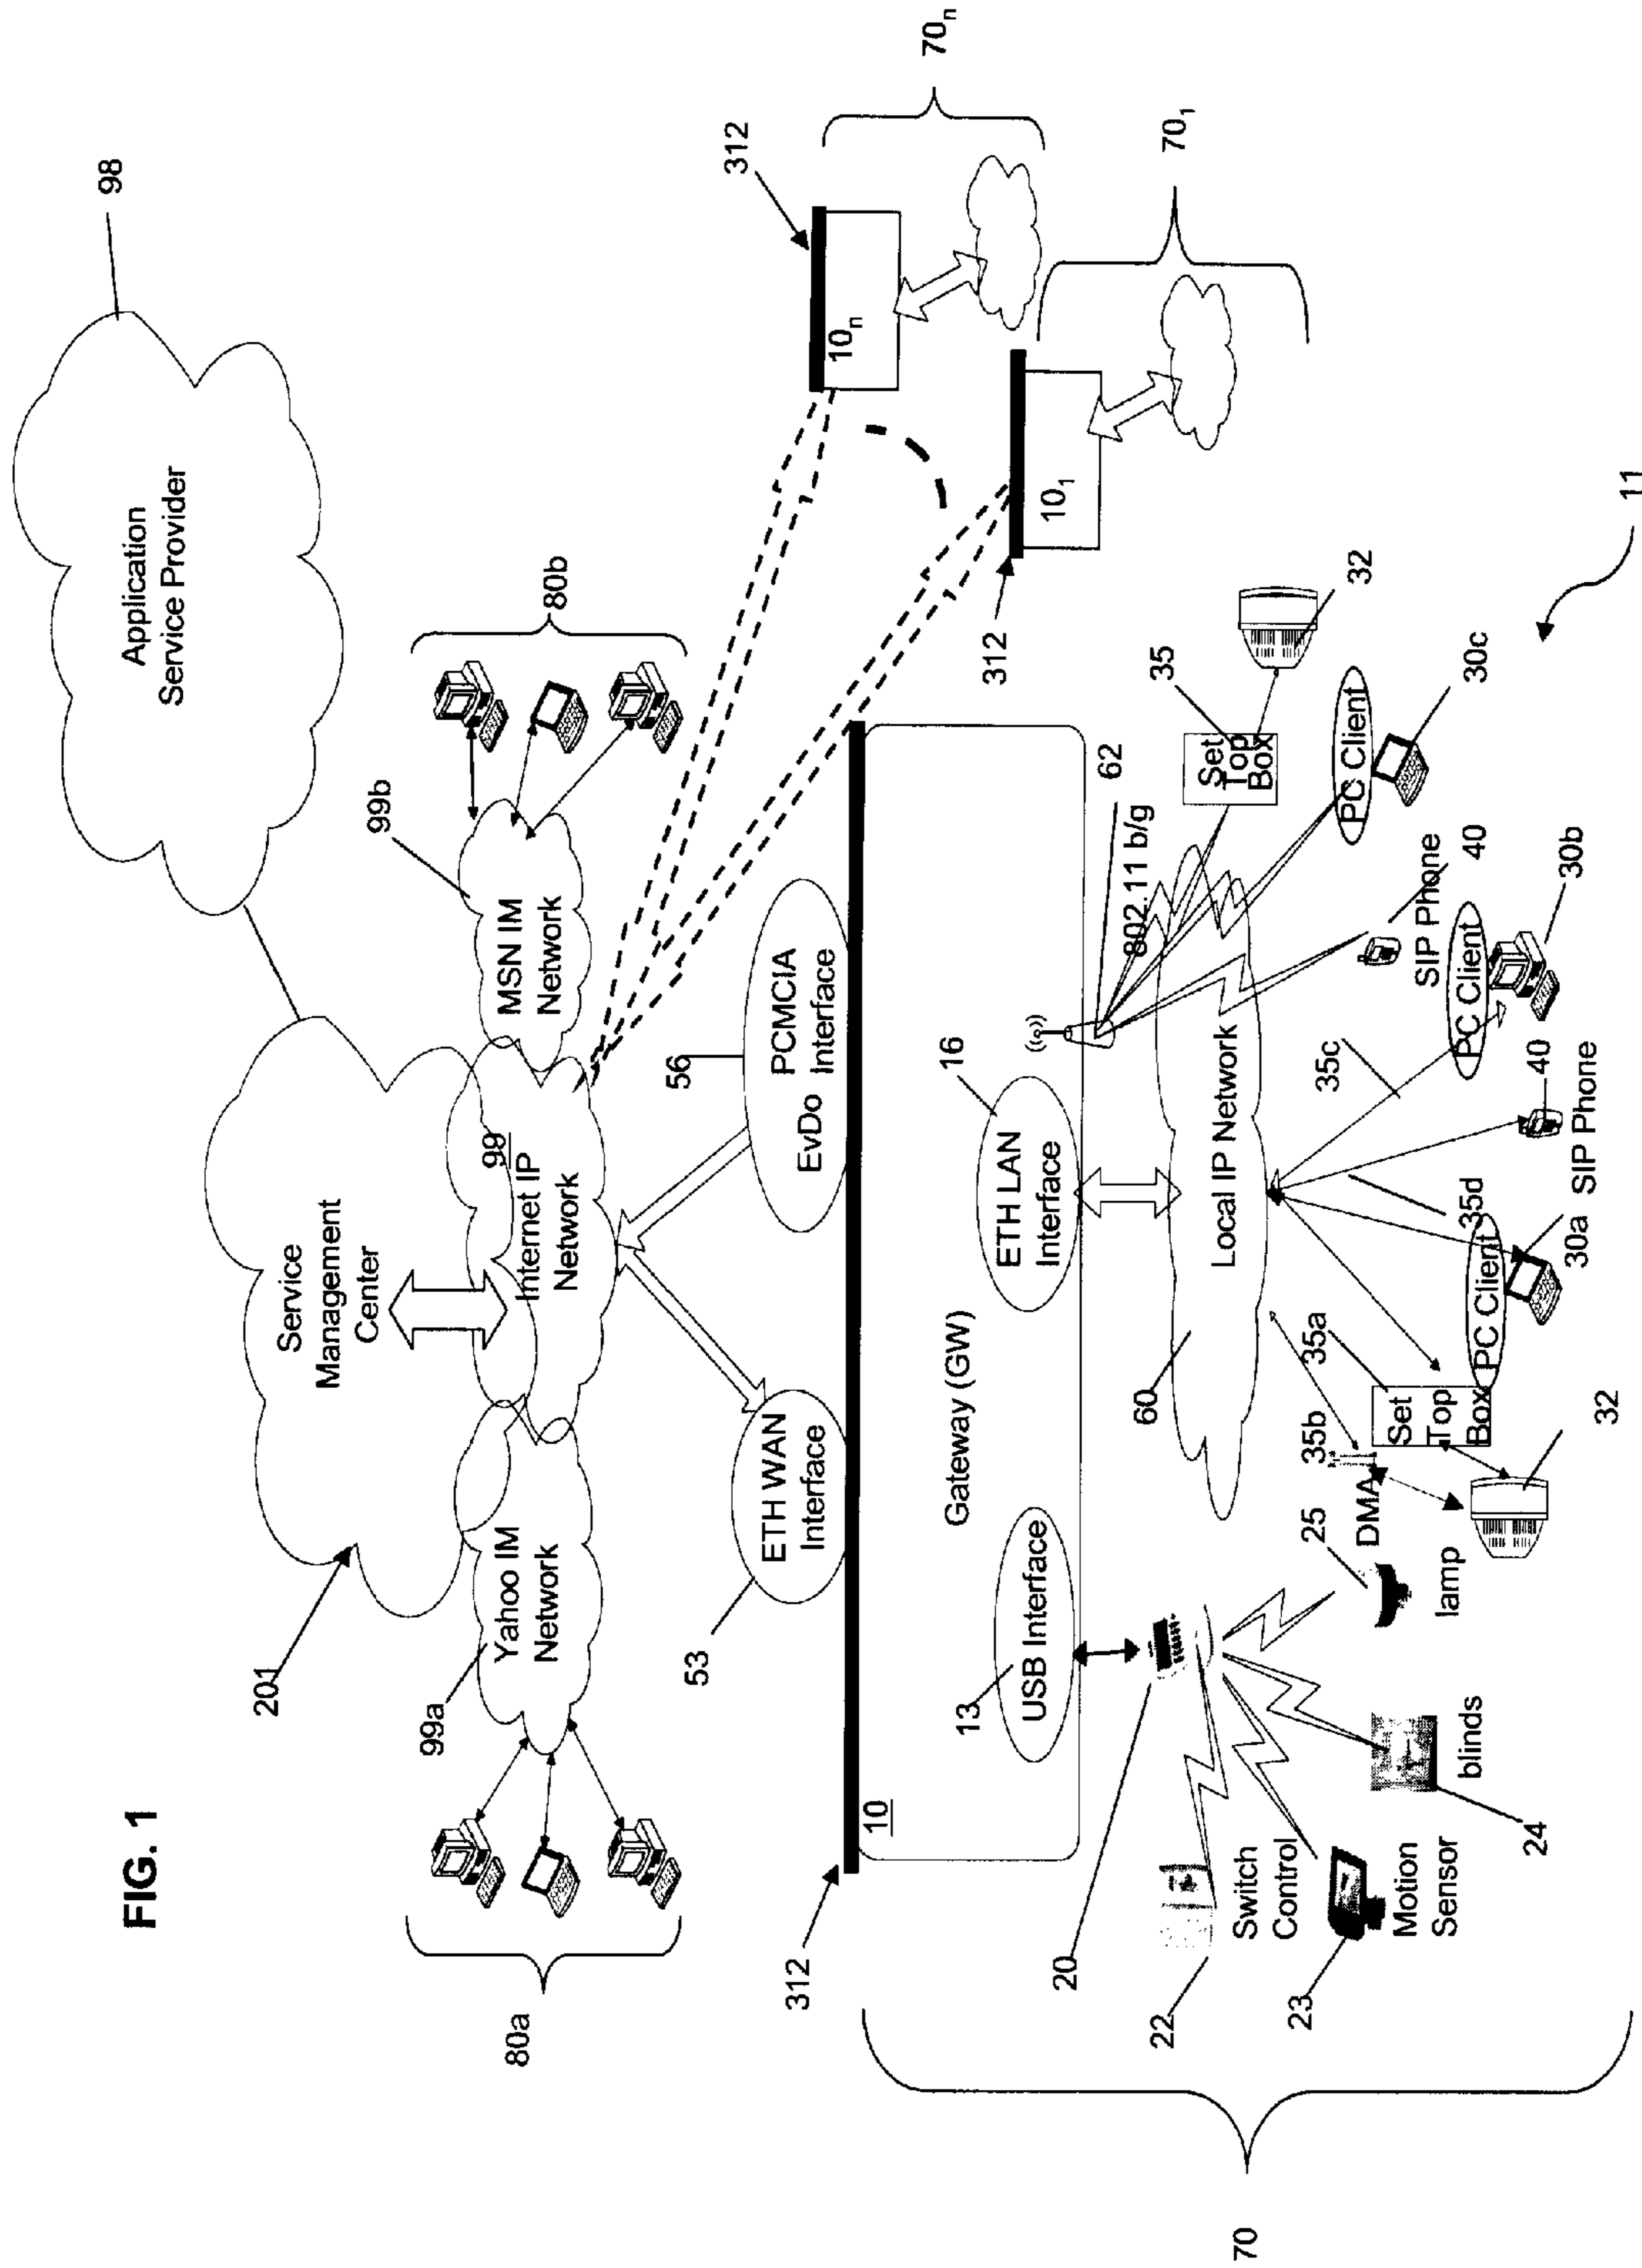 FIG. 1
98
Application
Service Provider
201
Service
Management
Center
99a
Yahoo IM
Network
99
Internet IP
Network
99b
MSN IM
Network
80a
80b
53
ETH WAN
Interface
56
PCMCIA
EvDo Interface
312
312
10n
70n
312
10₁
70₁
10
Gateway (GW)
13
USB Interface
16
ETH LAN
Interface
62
802.11 b/g
60
Local IP Network
20
22
Switch
Control
23
Motion
Sensor
24
blinds
25
lamp
35b
DMA
35a
Set
Top
Box
32
PC Client
30a
35d
SIP Phone
40
35c
PC Client
30b
SIP Phone
40
PC Client
30c
35
Set
Top
Box
32
70
11